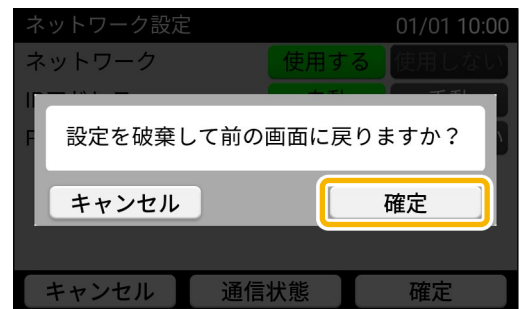 ネットワーク設定 01/01 10:00
ネットワーク 使用する 使用しない
設定を破棄して前の画面に戻りますか？
キャンセル 確定
キャンセル 通信状態 確定